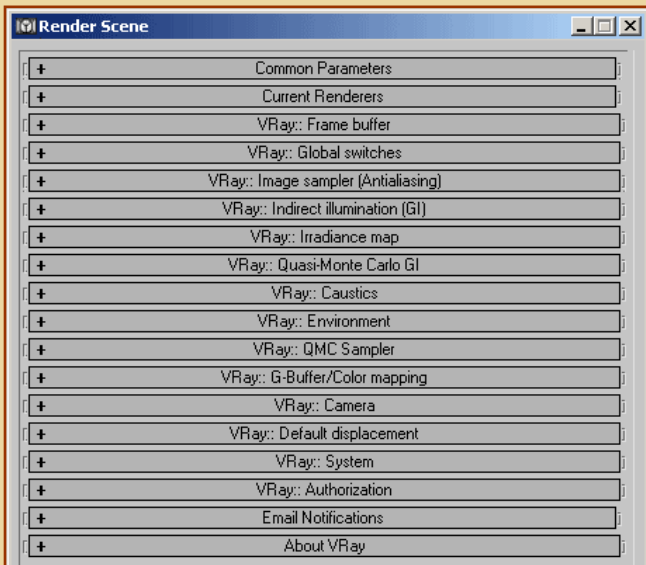 Render Scene
+ Common Parameters
+ Current Renderers
+ VRay:: Frame buffer
+ VRay:: Global switches
+ VRay:: Image sampler (Antialiasing)
+ VRay:: Indirect illumination (GI)
+ VRay:: Irradiance map
+ VRay:: Quasi-Monte Carlo GI
+ VRay:: Caustics
+ VRay:: Environment
+ VRay:: QMC Sampler
+ VRay:: G-Buffer/Color mapping
+ VRay:: Camera
+ VRay:: Default displacement
+ VRay:: System
+ VRay:: Authorization
+ Email Notifications
+ About VRay